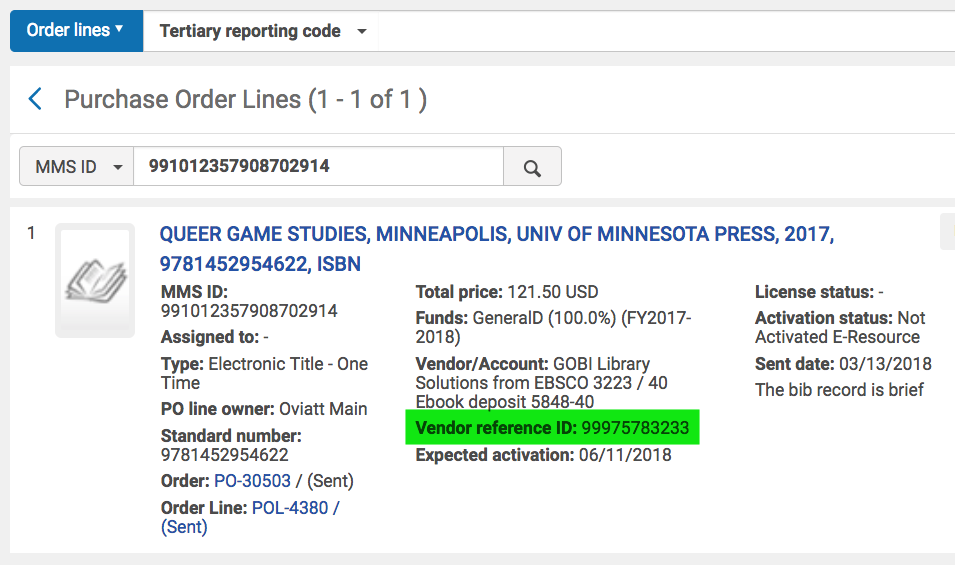 Order lines
Tertiary reporting code
Purchase Order Lines (1 - 1 of 1 )
MMS ID
991012357908702914
1
QUEER GAME STUDIES, MINNEAPOLIS, UNIV OF MINNESOTA PRESS, 2017,
9781452954622, ISBN
MMS ID:
991012357908702914
Assigned to: -
Type: Electronic Title - One
Time
PO line owner: Oviatt Main
Standard number:
9781452954622
Order: PO-30503 / (Sent)
Order Line: POL-4380 /
(Sent)
Total price: 121.50 USD
Funds: GeneralD (100.0%) (FY2017-
2018)
Vendor/Account: GOBI Library
Solutions from EBSCO 3223 / 40
Ebook deposit 5848-40
Vendor reference ID: 99975783233
Expected activation: 06/11/2018
License status: -
Activation status: Not
Activated E-Resource
Sent date: 03/13/2018
The bib record is brief